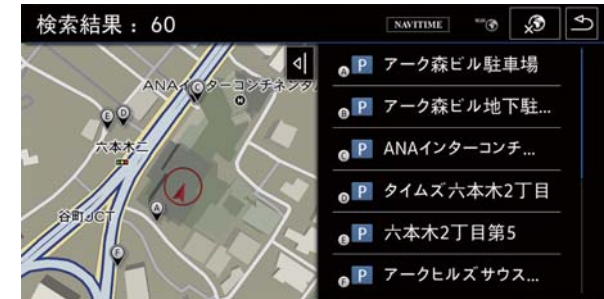 検索結果 : 60
NAVITIME
ANAインターコンチネンタ
H
C
E
D
六本木二
A
谷町JCT
F
A P アーク森ビル駐車場
B P アーク森ビル地下駐...
C P ANAインターコンチ...
D P タイムズ六本木2丁目
E P 六本木2丁目第5
F P アークヒルズサウス...